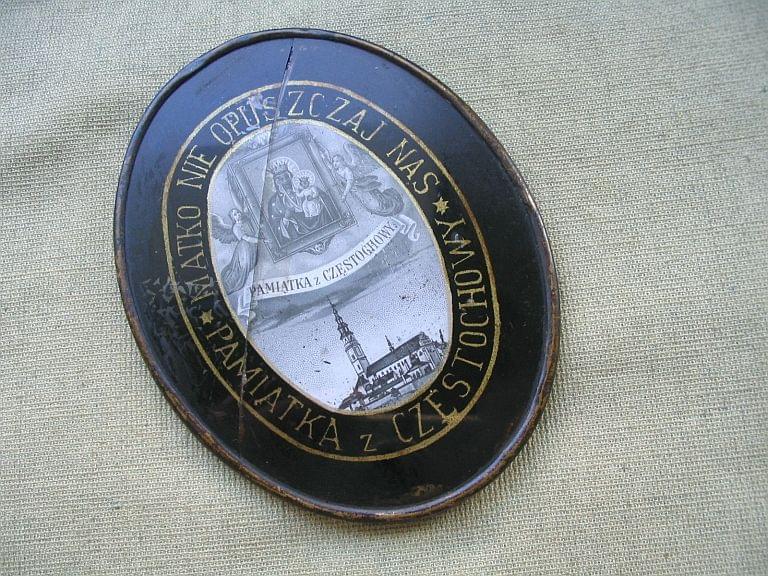 MATKO NIE OPUSZCZAJ NAS
PAMIĄTKA z CZĘSTOCHOWY
PAMIĄTKA z CZĘSTOCHOWY